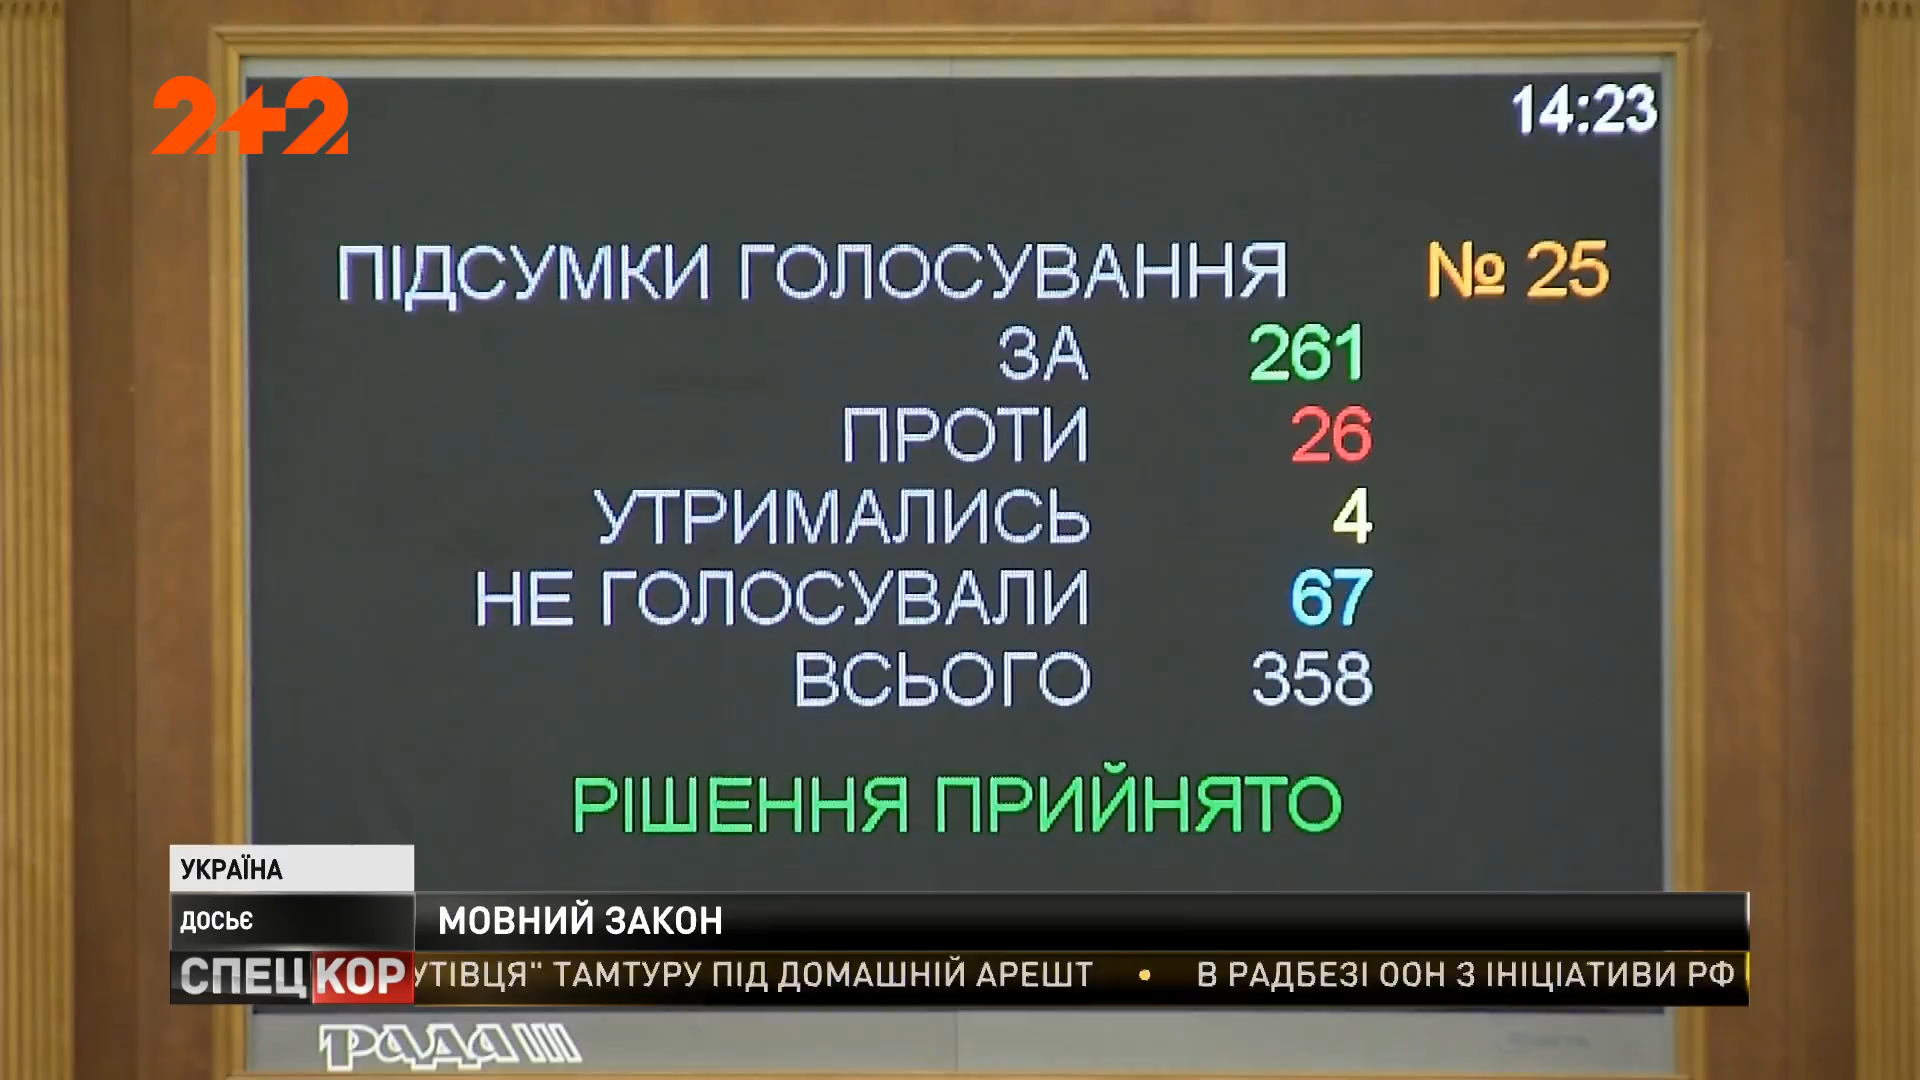 2+2
14:23
ПІДСУМКИ ГОЛОСУВАННЯ № 25
ЗА 261
ПРОТИ 26
УТРИМАЛИСЬ 4
НЕ ГОЛОСУВАЛИ 67
ВСЬОГО 358
РІШЕННЯ ПРИЙНЯТО
УКРАЇНА
ДОСЬЄ
МОВНИЙ ЗАКОН
СПЕЦКОР
УТІВЦЯ" ТАМТУРУ ПІД ДОМАШНІЙ АРЕШТ • В РАДБЕЗІ ООН З ІНІЦІАТИВИ РФ
РАДА III